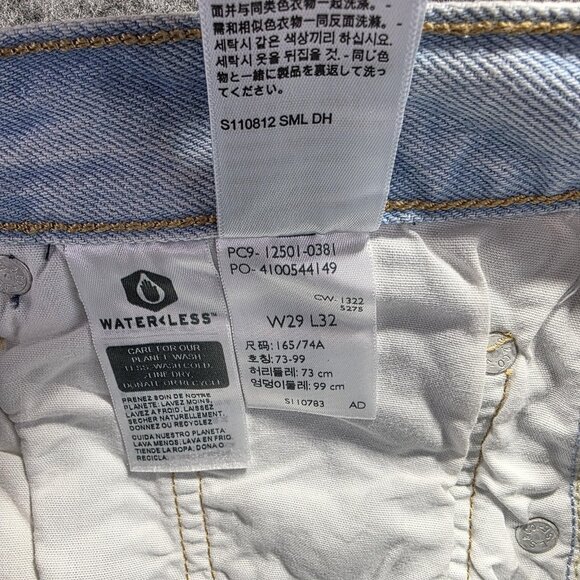 面并与同类色衣物一起洗涤。
需和相似色衣物一同反面洗滌。
세탁시 같은 색상끼리 하십시오.
세탁시 옷을 뒤집을 것. - 同じ色
物と一緒に製品を裏返して洗っ
てください。
S110812 SML DH
WATER<LESS™
CARE FOR OUR
PLANET: WASH
LESS, WASH COLD,
LINE DRY,
DONATE OR RECYCLE.
PRENEZ SOIN DE NOTRE
PLANÈTE: LAVEZ MOINS,
LAVEZ À FROID, LAISSEZ
SÉCHER NATURELLEMENT,
DONNEZ OU RECYCLEZ.
CUIDA NUESTRO PLANETA:
LAVA MENOS, LAVA EN FRÍO,
TIENDE LA ROPA, DONA O
RECICLA.
PC9- 12501-0381
PO- 4100544149
CW- 1322
5275
W29 L32
尺码: 165/74A
호칭: 73-99
허리둘레: 73 cm
엉덩이둘레: 99 cm
S110783 AD